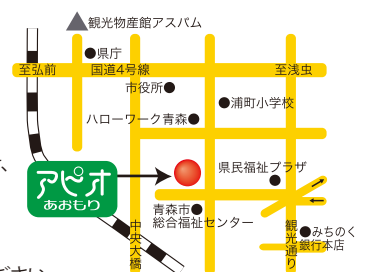 観光物産館アスパム
県庁
至弘前
国道4号線
至浅虫
市役所
浦町小学校
ハローワーク青森
県民福祉プラザ
アピオ
あおもり
青森市
総合福祉センター
中央大橋
観光通り
みちのく
銀行本店